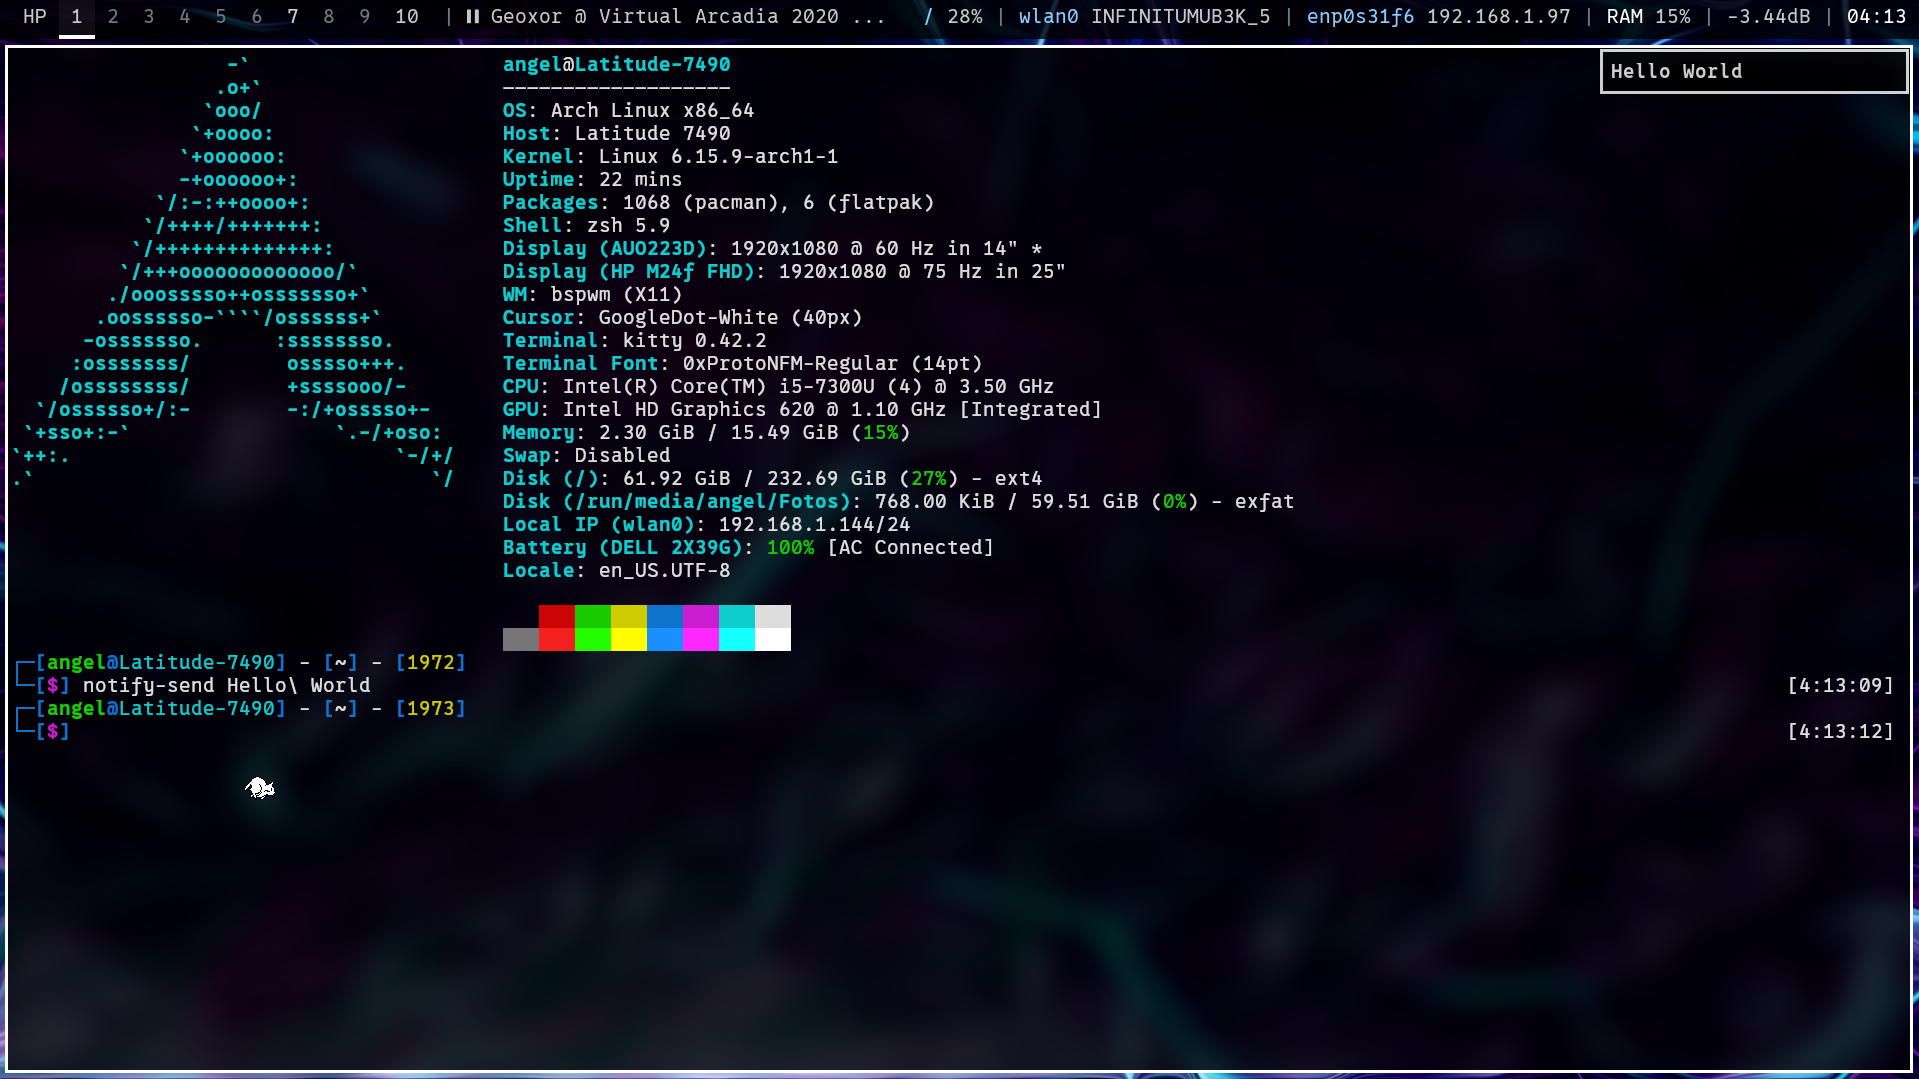 HP 1 2 3 4 5 6 7 8 9 10 | Geoxor @ Virtual Arcadia 2020 ... / 28% | wlan0 INFINITUMUB3K_5 | enp0s31f6 192.168.1.97 | RAM 15% | -3.44dB | 04:13
Hello World
-`
.o+`
`ooo/
`+oooo:
`+oooooo:
-+oooooo+:
`/:-:++oooo+:
`/++++/+++++++:
`/++++++++++++++:
`/+++ooooooooooooo/`
./ooosssso++osssssso+`
.oossssso-````/ossssss+`
-osssssso. :ssssssso.
:osssssss/ osssso+++.
/ossssssss/ +ssssooo/-
`/ossssso+/:- -:/+osssso+-
`+sso+:-` `.-/+oso:
`++:. `-/+/
.` `/
angel@Latitude-7490
-------------------
OS: Arch Linux x86_64
Host: Latitude 7490
Kernel: Linux 6.15.9-arch1-1
Uptime: 22 mins
Packages: 1068 (pacman), 6 (flatpak)
Shell: zsh 5.9
Display (AUO223D): 1920x1080 @ 60 Hz in 14" *
Display (HP M24f FHD): 1920x1080 @ 75 Hz in 25"
WM: bspwm (X11)
Cursor: GoogleDot-White (40px)
Terminal: kitty 0.42.2
Terminal Font: 0xProtoNFM-Regular (14pt)
CPU: Intel(R) Core(TM) i5-7300U (4) @ 3.50 GHz
GPU: Intel HD Graphics 620 @ 1.10 GHz [Integrated]
Memory: 2.30 GiB / 15.49 GiB (15%)
Swap: Disabled
Disk (/): 61.92 GiB / 232.69 GiB (27%) - ext4
Disk (/run/media/angel/Fotos): 768.00 KiB / 59.51 GiB (0%) - exfat
Local IP (wlan0): 192.168.1.144/24
Battery (DELL 2X39G): 100% [AC Connected]
Locale: en_US.UTF-8
┌─[angel@Latitude-7490] - [~] - [1972]
└─[$] notify-send Hello\ World [4:13:09]
┌─[angel@Latitude-7490] - [~] - [1973]
└─[$] [4:13:12]